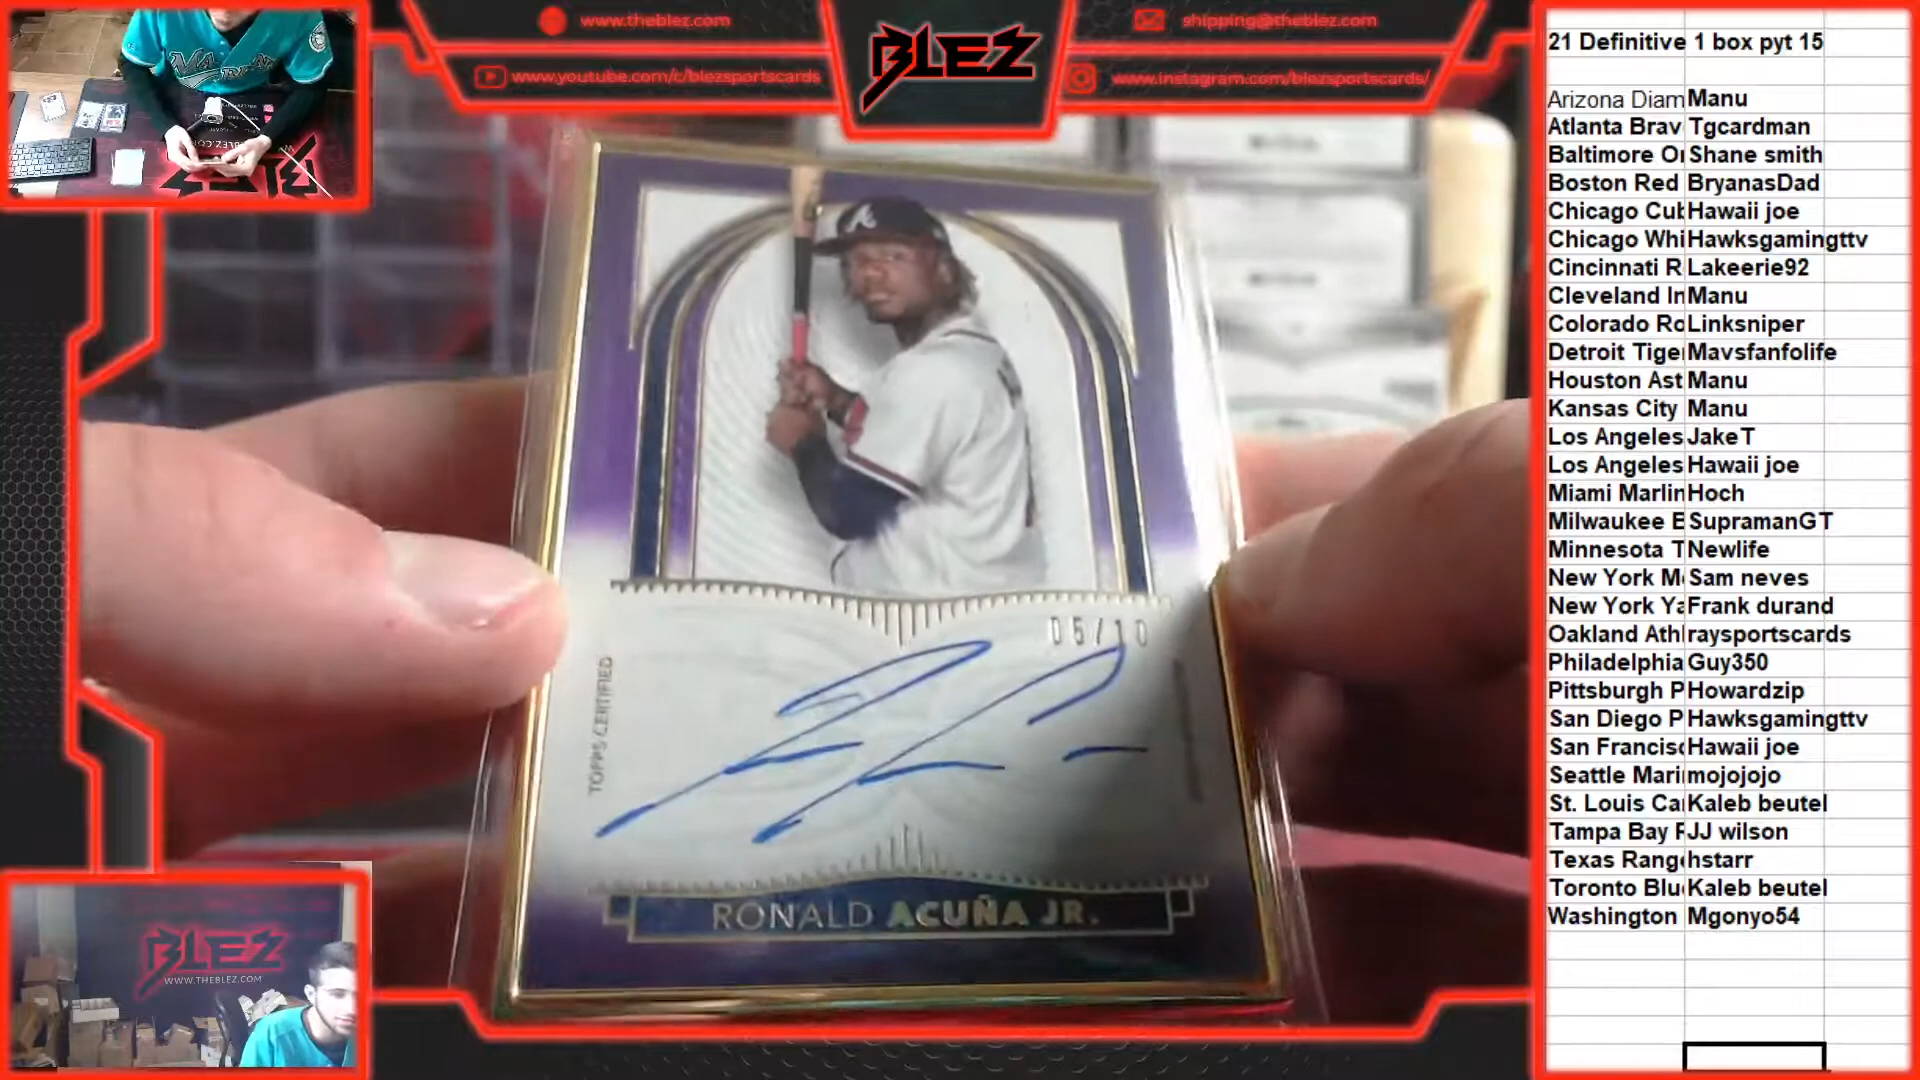 www.theblez.com
shipping@theblez.com
www.youtube.com/c/blezsportscards
BLEZ
www.instagram.com/blezsportscards/
21 Definitive 1 box pyt 15
Arizona Diam Manu
Atlanta Brav Tgcardman
Baltimore O Shane smith
Boston Red BryanasDad
Chicago Cub Hawaii joe
Chicago Whi Hawksgamingttv
Cincinnati R Lakeerie92
Cleveland In Manu
Colorado Ro Linksniper
Detroit Tige Mavsfanfolife
Houston Ast Manu
Kansas City Manu
Los Angeles JakeT
Los Angeles Hawaii joe
Miami Marlin Hoch
Milwaukee B SupramanGT
Minnesota T Newlife
New York M Sam neves
New York Ya Frank durand
Oakland Athl raysportscards
Philadelphia Guy350
Pittsburgh P Howardzip
San Diego P Hawksgamingttv
San Francisc Hawaii joe
Seattle Mari mojojojo
St. Louis Ca Kaleb beutel
Tampa Bay R JJ wilson
Texas Range hstarr
Toronto Blu Kaleb beutel
Washington Mgonyo54
A
05/10
TOPPS CERTIFIED
RONALD ACUÑA JR.
BLEZ
WWW.THEBLEZ.COM